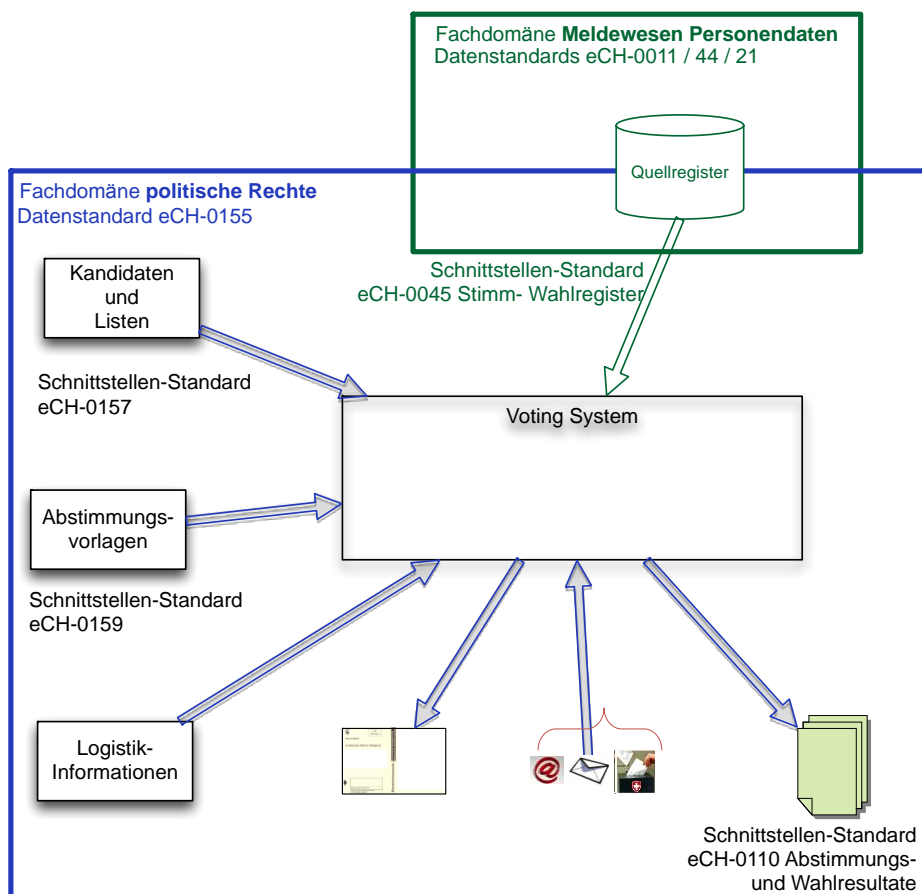 Fachdomäne Meldewesen Personendaten
Datenstandards eCH-0011 / 44 / 21
Quellregister
Fachdomäne politische Rechte
Datenstandard eCH-0155
Schnittstellen-Standard
eCH-0045 Stimm- Wahlregister
Kandidaten
und
Listen
Schnittstellen-Standard
eCH-0157
Voting System
Abstimmungs-
vorlagen
Schnittstellen-Standard
eCH-0159
Logistik-
Informationen
@
Schnittstellen-Standard
eCH-0110 Abstimmungs-
und Wahlresultate